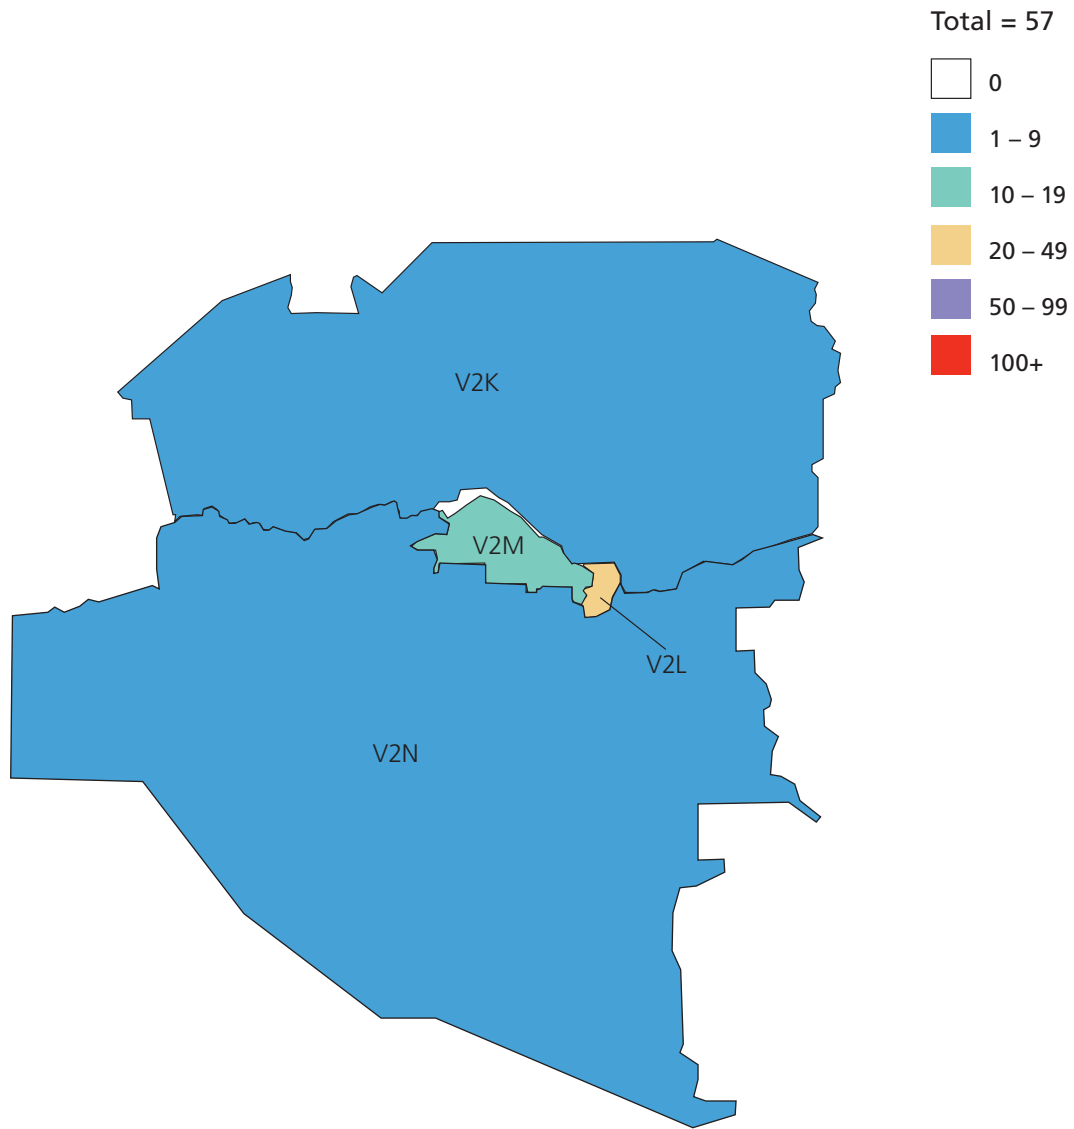 Total = 57
0
1 – 9
10 – 19
20 – 49
50 – 99
100+
V2K
V2M
V2L
V2N